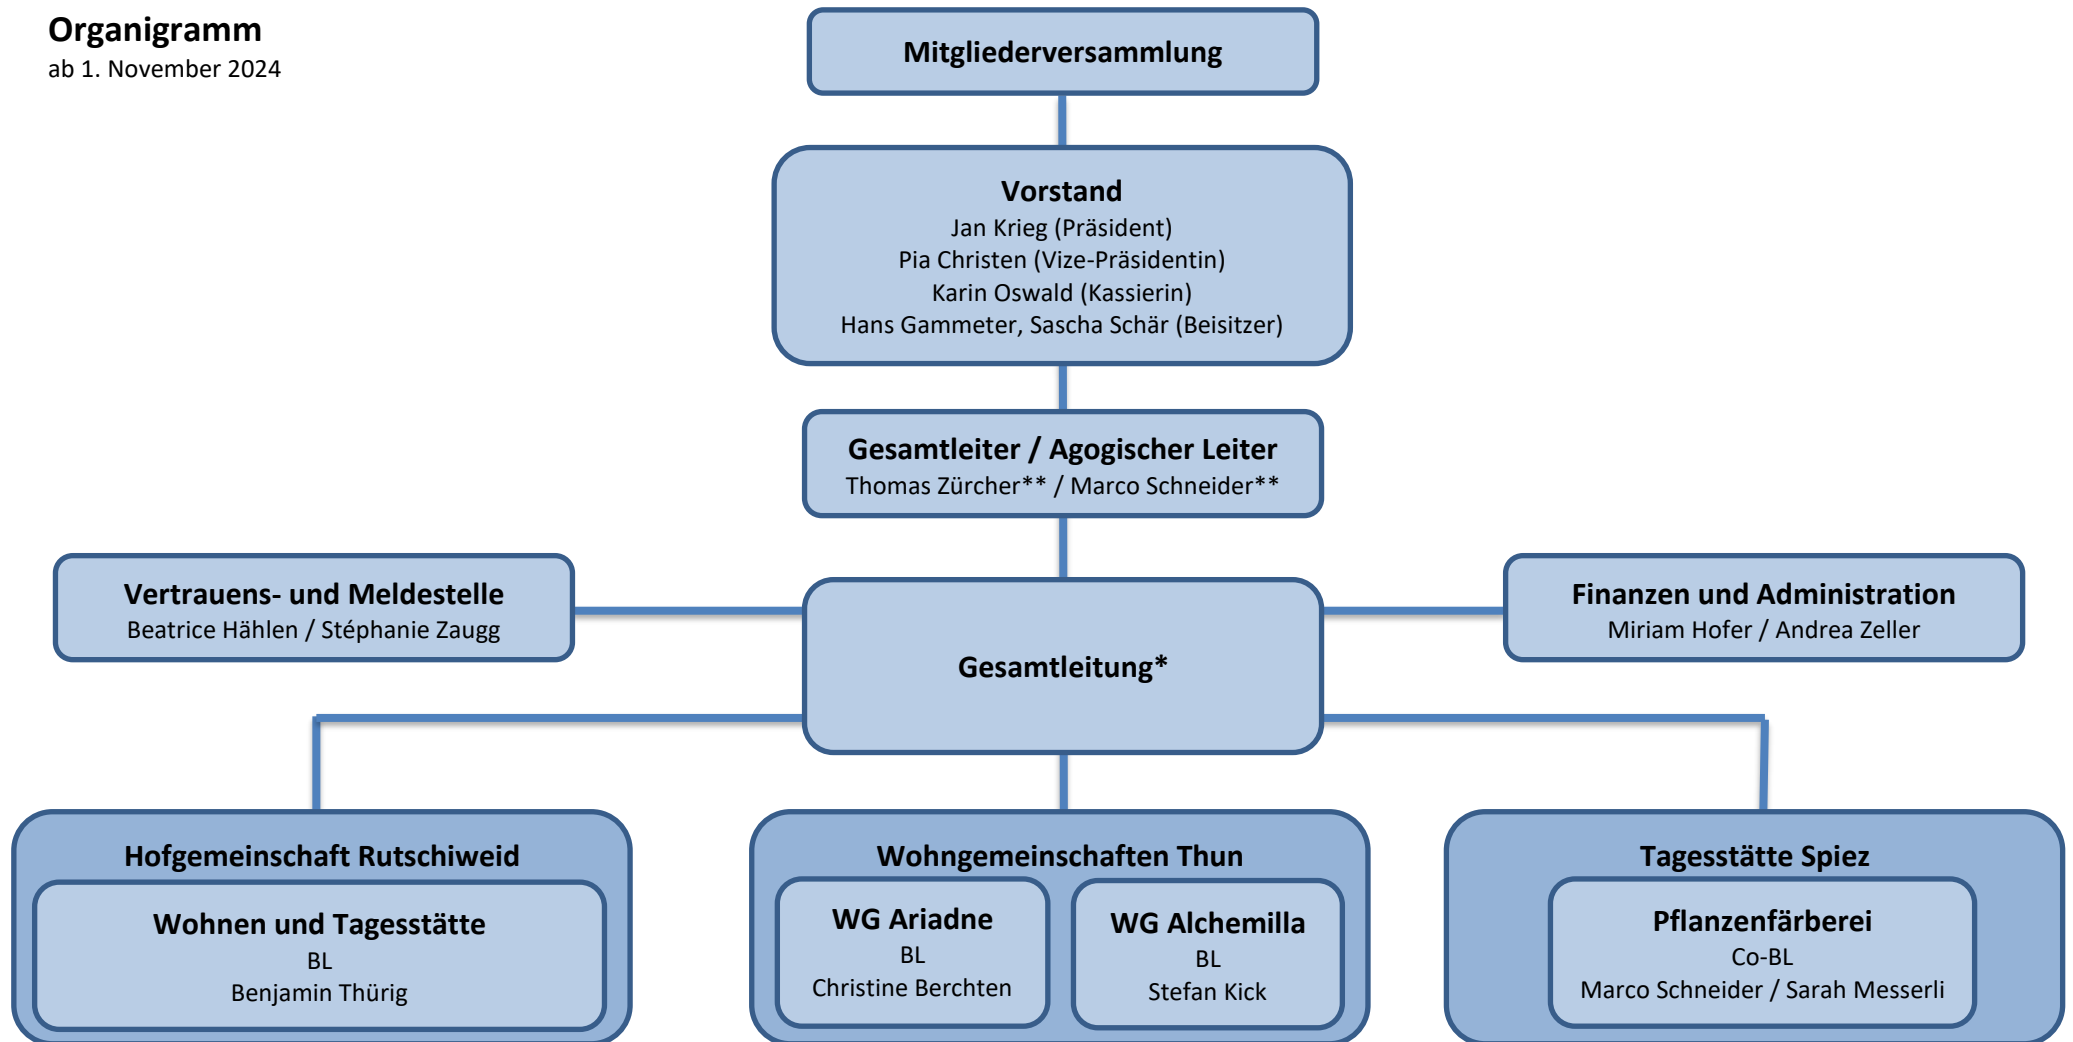 Organigramm
ab 1. November 2024
Mitgliederversammlung
Vorstand
Jan Krieg (Präsident)
Pia Christen (Vize-Präsidentin)
Karin Oswald (Kassierin)
Hans Gammeter, Sascha Schär (Beisitzer)
Gesamtleiter / Agogischer Leiter
Thomas Zürcher** / Marco Schneider**
Vertrauens- und Meldestelle
Beatrice Hählen / Stéphanie Zaugg
Finanzen und Administration
Miriam Hofer / Andrea Zeller
Gesamtleitung*
Hofgemeinschaft Rutschiweid
Wohnen und Tagesstätte
BL
Benjamin Thürig
Wohngemeinschaften Thun
WG Ariadne
BL
Christine Berchten
WG Alchemilla
BL
Stefan Kick
Tagesstätte Spiez
Pflanzenfärberei
Co-BL
Marco Schneider / Sarah Messerli